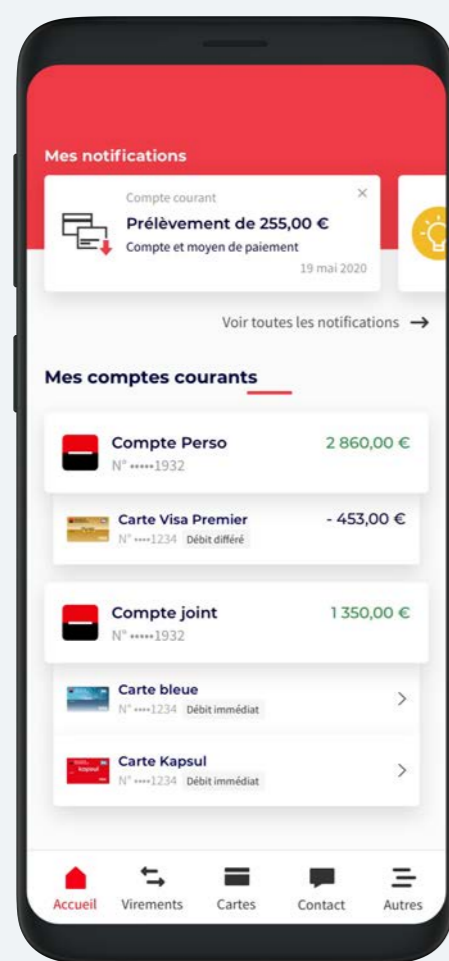 Mes notifications
Compte courant
Prélèvement de 255,00 €
Compte et moyen de paiement
19 mai 2020
Voir toutes les notifications
Mes comptes courants
Compte Perso 2 860,00 €
N° •••••1932
Carte Visa Premier - 453,00 €
N° ••••1234 Débit différé
Compte joint 1 350,00 €
N° •••••1932
Carte bleue
N° ••••1234 Débit immédiat
Carte Kapsul
N° ••••1234 Débit immédiat
kapsul
Accueil Virements Cartes Contact Autres